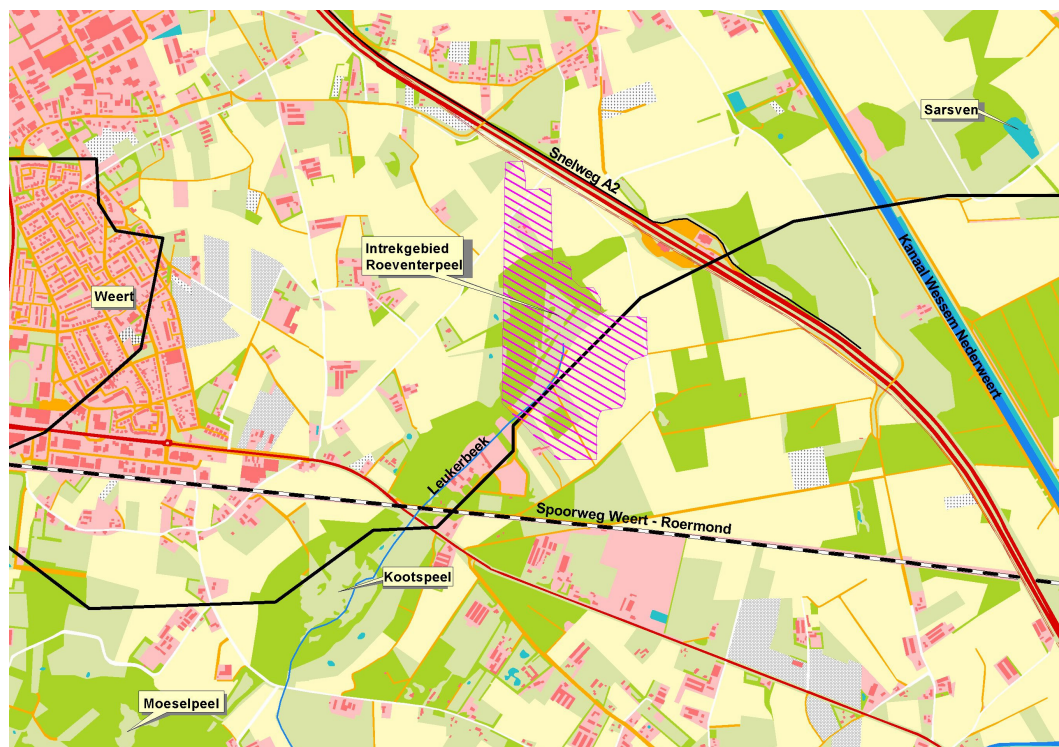 Sarsven
Snelweg A2
Intrekgebied
Roeventerpeel
Weert
Kanaal Wessem Nederweert
Leukerbeek
Spoorweg Weert - Roermond
Kootspeel
Moeselpeel